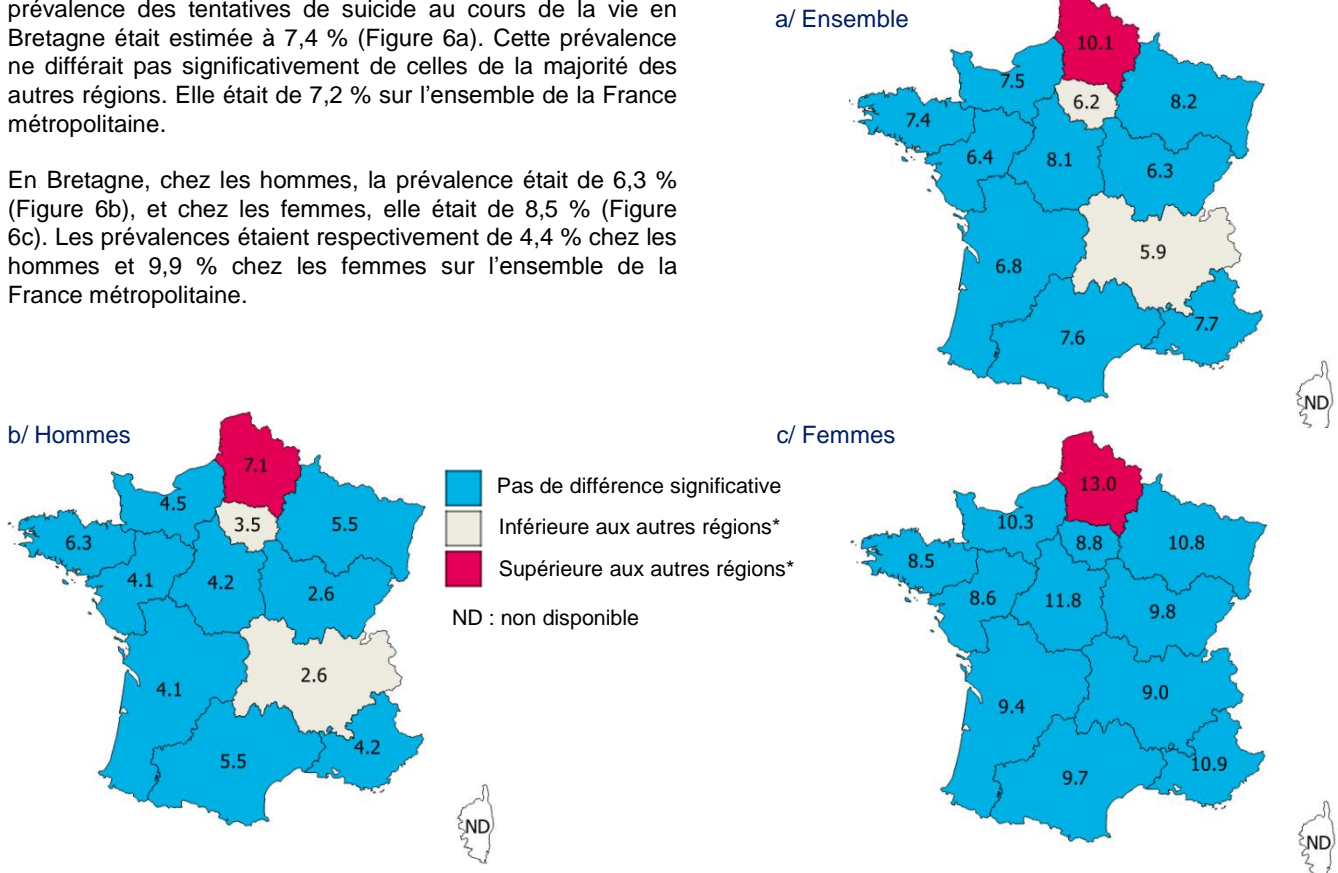 prévalence des tentatives de suicide au cours de la vie en
Bretagne était estimée à 7,4 % (Figure 6a). Cette prévalence
ne différait pas significativement de celles de la majorité des
autres régions. Elle était de 7,2 % sur l’ensemble de la France
métropolitaine.
En Bretagne, chez les hommes, la prévalence était de 6,3 %
(Figure 6b), et chez les femmes, elle était de 8,5 % (Figure
6c). Les prévalences étaient respectivement de 4,4 % chez les
hommes et 9,9 % chez les femmes sur l’ensemble de la
France métropolitaine.
a/ Ensemble
10.1
7.5
6.2
8.2
7.4
6.4
8.1
6.3
6.8
5.9
7.6
7.7
ND
b/ Hommes
7.1
4.5
3.5
5.5
6.3
4.1
4.2
2.6
4.1
2.6
5.5
4.2
ND
Pas de différence significative
Inférieure aux autres régions*
Supérieure aux autres régions*
ND : non disponible
c/ Femmes
13.0
10.3
8.8
10.8
8.5
8.6
11.8
9.8
9.4
9.0
9.7
10.9
ND